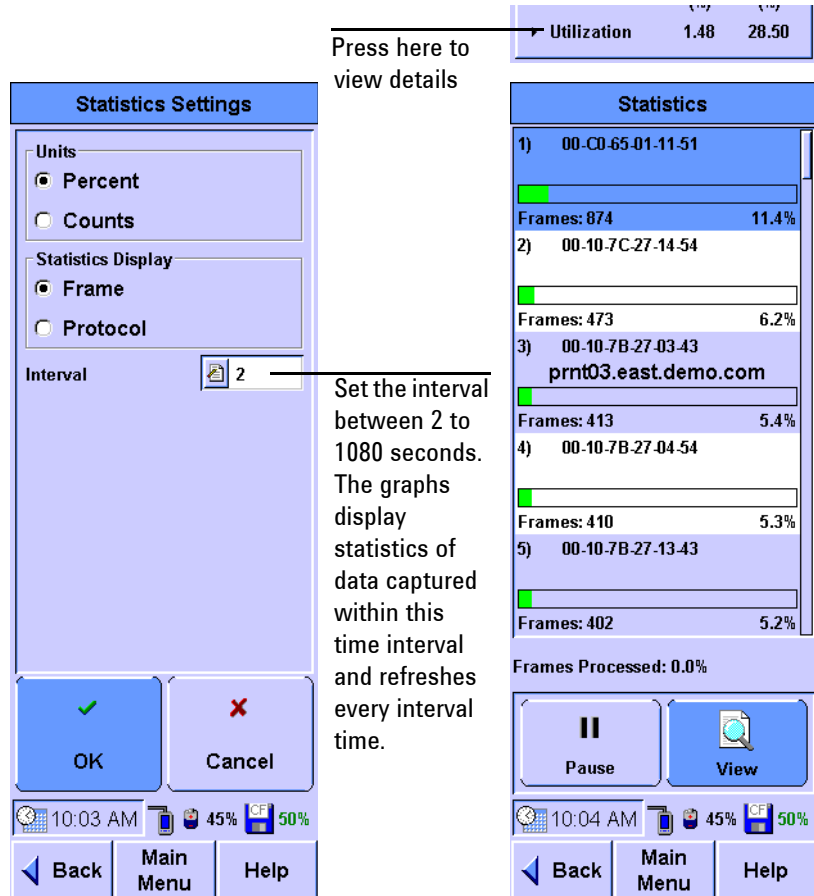 Press here to
view details
(%) (%)
Utilization 1.48 28.50
Statistics Settings
Units
Percent
Counts
Statistics Display
Frame
Protocol
Interval 2
OK
Cancel
10:03 AM 45% CF 50%
Back
Main
Menu
Help
Set the interval
between 2 to
1080 seconds.
The graphs
display
statistics of
data captured
within this
time interval
and refreshes
every interval
time.
Statistics
1) 00-C0-65-01-11-51
Frames: 874 11.4%
2) 00-10-7C-27-14-54
Frames: 473 6.2%
3) 00-10-7B-27-03-43
prnt03.east.demo.com
Frames: 413 5.4%
4) 00-10-7B-27-04-54
Frames: 410 5.3%
5) 00-10-7B-27-13-43
Frames: 402 5.2%
Frames Processed: 0.0%
Pause
View
10:04 AM 45% CF 50%
Back
Main
Menu
Help